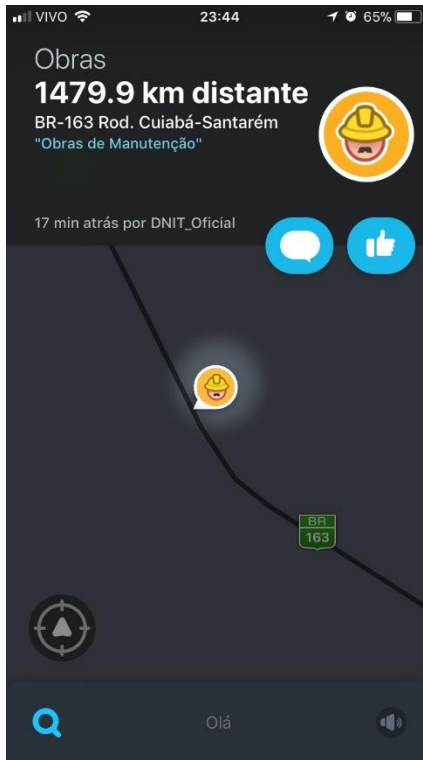 VIVO 23:44 65%
Obras
1479.9 km distante
BR-163 Rod. Cuiabá-Santarém
"Obras de Manutenção"
17 min atrás por DNIT_Oficial
BR
163
Olá